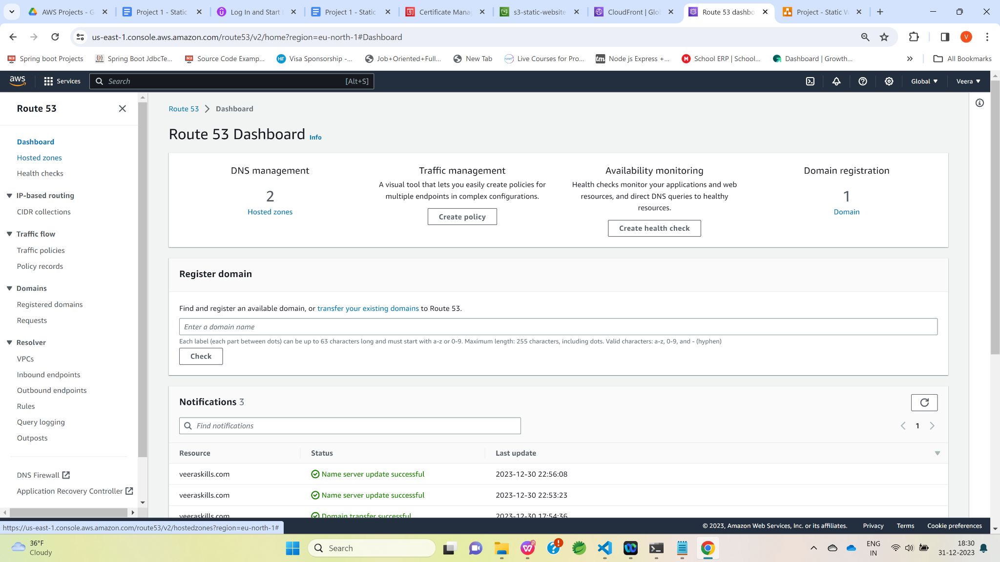 AWS Projects - G
Project 1 - Static
Log In and Start
Project 1 - Static
Certificate Manag
s3-static-website
CloudFront | Glo
Route 53 dashbo
Project - Static W
us-east-1.console.aws.amazon.com/route53/v2/home?region=eu-north-1#Dashboard
V
Spring boot Projects
Spring Boot JdbcTe...
Source Code Examp...
Visa Sponsorship -...
Job+Oriented+Full...
New Tab
Live Courses for Pro...
Node js Express +...
School ERP | School...
Dashboard | Growth...
All Bookmarks
aws
Services
Search
[Alt+S]
Global
Veera
Route 53
Dashboard
Hosted zones
Health checks
IP-based routing
CIDR collections
Traffic flow
Traffic policies
Policy records
Domains
Registered domains
Requests
Resolver
VPCs
Inbound endpoints
Outbound endpoints
Rules
Query logging
Outposts
DNS Firewall
Application Recovery Controller
Route 53 > Dashboard
Route 53 Dashboard Info
DNS management
2
Hosted zones
Traffic management
A visual tool that lets you easily create policies for
multiple endpoints in complex configurations.
Create policy
Availability monitoring
Health checks monitor your applications and web
resources, and direct DNS queries to healthy
resources.
Create health check
Domain registration
1
Domain
Register domain
Find and register an available domain, or transfer your existing domains to Route 53.
Enter a domain name
Each label (each part between dots) can be up to 63 characters long and must start with a-z or 0-9. Maximum length: 255 characters, including dots. Valid characters: a-z, 0-9, and - (hyphen)
Check
Notifications 3
Find notifications
1
Resource Status Last update
veeraskills.com Name server update successful 2023-12-30 22:56:08
veeraskills.com Name server update successful 2023-12-30 22:53:23
veeraskills.com Domain transfer successful 2023-12-30 17:54:36
https://us-east-1.console.aws.amazon.com/route53/v2/hostedzones?region=eu-north-1#
© 2023, Amazon Web Services, Inc. or its affiliates.
Privacy
Terms
Cookie preferences
36°F
Cloudy
Search
ENG
IN
18:30
31-12-2023